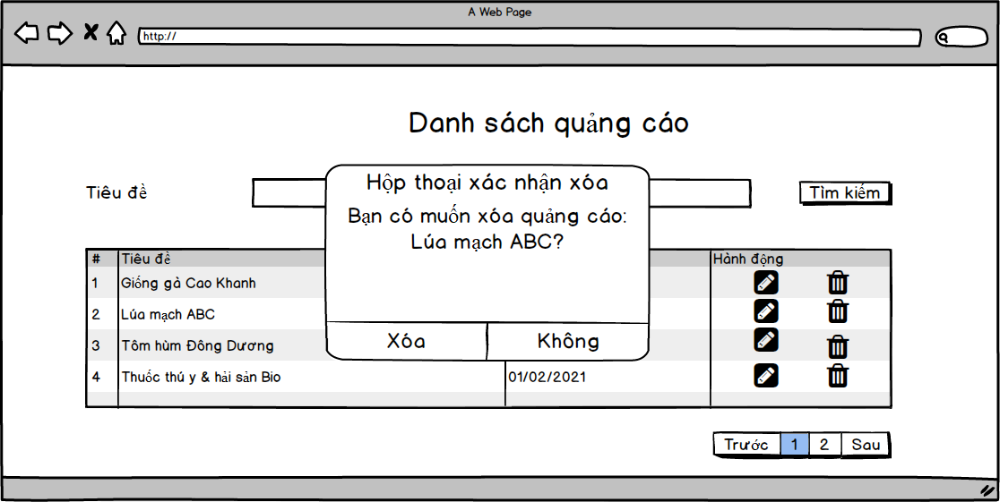 A Web Page
http://
Danh sách quảng cáo
Tiêu đề
Tìm kiếm
Hộp thoại xác nhận xóa
Bạn có muốn xóa quảng cáo:
Lúa mạch ABC?
Xóa
Không
# Tiêu đề Hành động
1 Giống gà Cao Khanh
2 Lúa mạch ABC
3 Tôm hùm Đông Dương
4 Thuốc thú y & hải sản Bio 01/02/2021
Trước 1 2 Sau